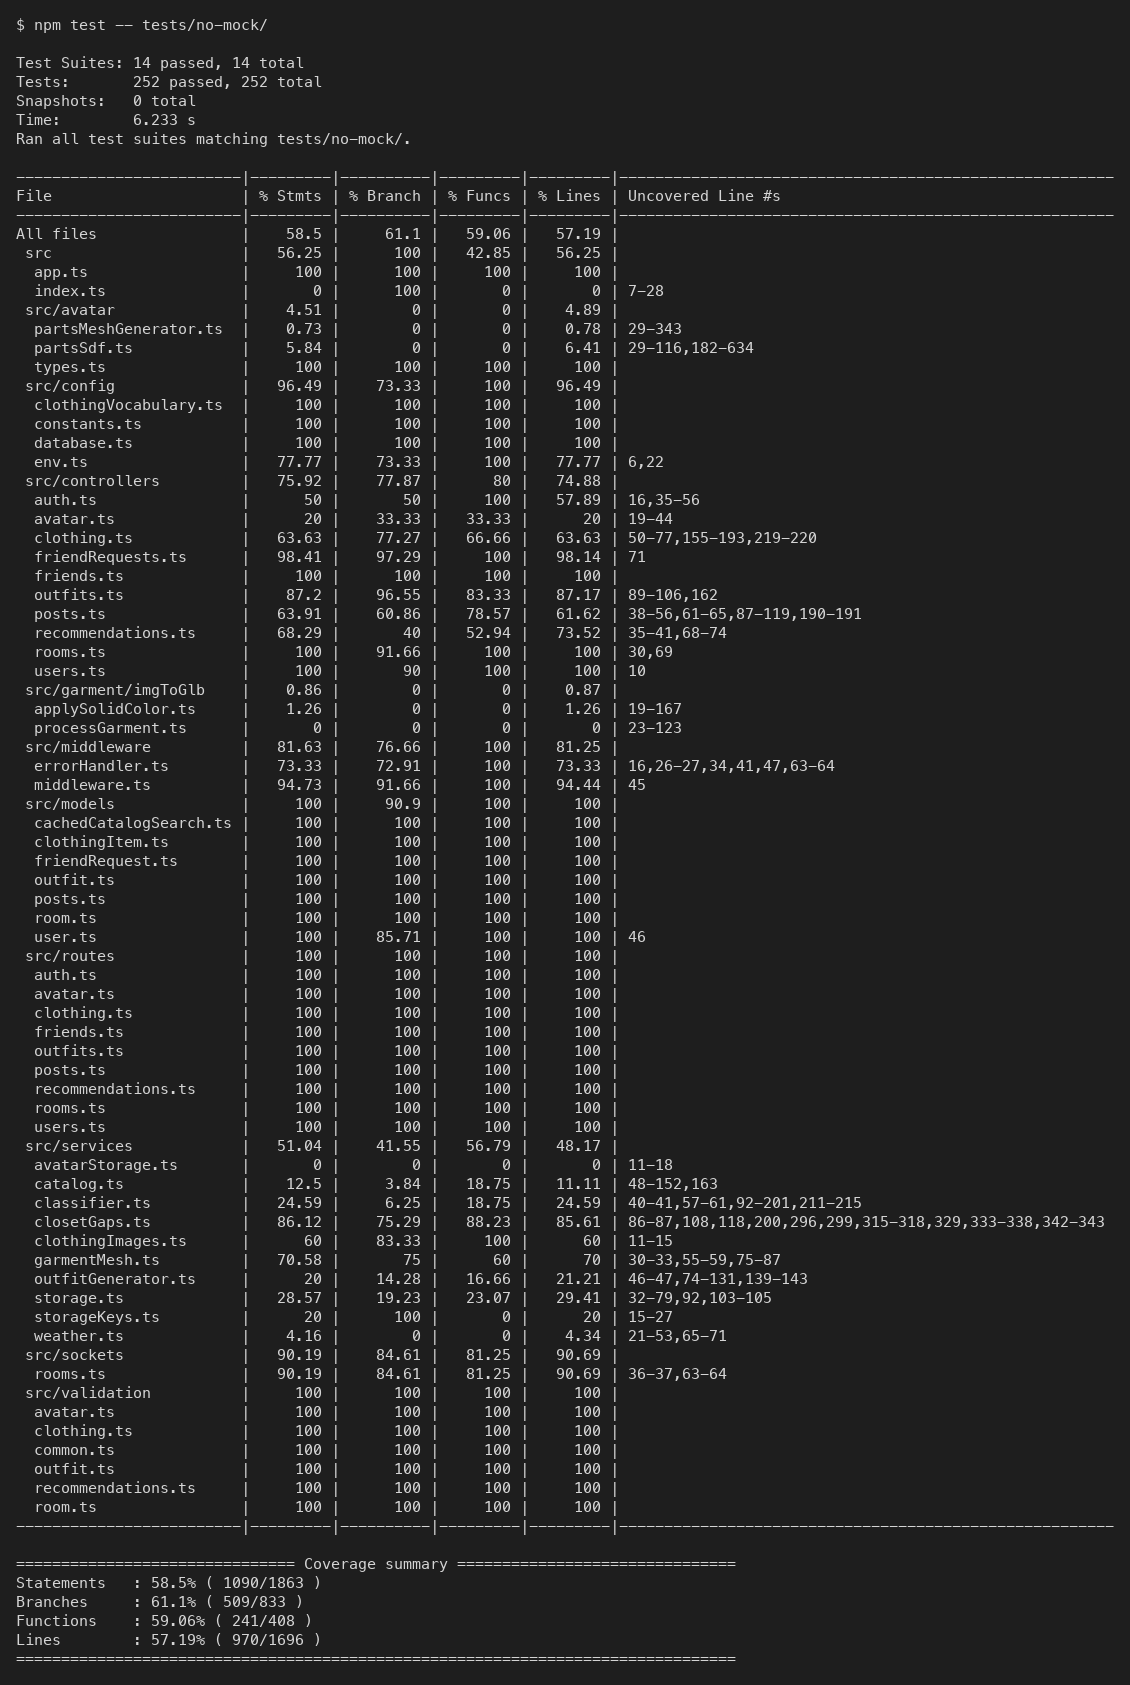 $ npm test -- tests/no-mock/
Test Suites: 14 passed, 14 total
Tests:       252 passed, 252 total
Snapshots:   0 total
Time:        6.233 s
Ran all test suites matching tests/no-mock/.
-------------------------|---------|----------|---------|---------|-------------------------------------------------------
File                     | % Stmts | % Branch | % Funcs | % Lines | Uncovered Line #s
-------------------------|---------|----------|---------|---------|-------------------------------------------------------
All files                |    58.5 |     61.1 |   59.06 |   57.19 |
 src                     |   56.25 |      100 |   42.85 |   56.25 |
  app.ts                 |     100 |      100 |     100 |     100 |
  index.ts               |       0 |      100 |       0 |       0 | 7-28
 src/avatar              |    4.51 |        0 |       0 |    4.89 |
  partsMeshGenerator.ts  |    0.73 |        0 |       0 |    0.78 | 29-343
  partsSdf.ts            |    5.84 |        0 |       0 |    6.41 | 29-116,182-634
  types.ts               |     100 |      100 |     100 |     100 |
 src/config              |   96.49 |    73.33 |     100 |   96.49 |
  clothingVocabulary.ts  |     100 |      100 |     100 |     100 |
  constants.ts           |     100 |      100 |     100 |     100 |
  database.ts            |     100 |      100 |     100 |     100 |
  env.ts                 |   77.77 |    73.33 |     100 |   77.77 | 6,22
 src/controllers         |   75.92 |    77.87 |      80 |   74.88 |
  auth.ts                |      50 |       50 |     100 |   57.89 | 16,35-56
  avatar.ts              |      20 |    33.33 |   33.33 |      20 | 19-44
  clothing.ts            |   63.63 |    77.27 |   66.66 |   63.63 | 50-77,155-193,219-220
  friendRequests.ts      |   98.41 |    97.29 |     100 |   98.14 | 71
  friends.ts             |     100 |      100 |     100 |     100 |
  outfits.ts             |    87.2 |    96.55 |   83.33 |   87.17 | 89-106,162
  posts.ts               |   63.91 |    60.86 |   78.57 |   61.62 | 38-56,61-65,87-119,190-191
  recommendations.ts     |   68.29 |       40 |   52.94 |   73.52 | 35-41,68-74
  rooms.ts               |     100 |    91.66 |     100 |     100 | 30,69
  users.ts               |     100 |       90 |     100 |     100 | 10
 src/garment/imgToGlb    |    0.86 |        0 |       0 |    0.87 |
  applySolidColor.ts     |    1.26 |        0 |       0 |    1.26 | 19-167
  processGarment.ts      |       0 |        0 |       0 |       0 | 23-123
 src/middleware          |   81.63 |    76.66 |     100 |   81.25 |
  errorHandler.ts        |   73.33 |    72.91 |     100 |   73.33 | 16,26-27,34,41,47,63-64
  middleware.ts          |   94.73 |    91.66 |     100 |   94.44 | 45
 src/models              |     100 |     90.9 |     100 |     100 |
  cachedCatalogSearch.ts |     100 |      100 |     100 |     100 |
  clothingItem.ts        |     100 |      100 |     100 |     100 |
  friendRequest.ts       |     100 |      100 |     100 |     100 |
  outfit.ts              |     100 |      100 |     100 |     100 |
  posts.ts               |     100 |      100 |     100 |     100 |
  room.ts                |     100 |      100 |     100 |     100 |
  user.ts                |     100 |    85.71 |     100 |     100 | 46
 src/routes              |     100 |      100 |     100 |     100 |
  auth.ts                |     100 |      100 |     100 |     100 |
  avatar.ts              |     100 |      100 |     100 |     100 |
  clothing.ts            |     100 |      100 |     100 |     100 |
  friends.ts             |     100 |      100 |     100 |     100 |
  outfits.ts             |     100 |      100 |     100 |     100 |
  posts.ts               |     100 |      100 |     100 |     100 |
  recommendations.ts     |     100 |      100 |     100 |     100 |
  rooms.ts               |     100 |      100 |     100 |     100 |
  users.ts               |     100 |      100 |     100 |     100 |
 src/services            |   51.04 |    41.55 |   56.79 |   48.17 |
  avatarStorage.ts       |       0 |        0 |       0 |       0 | 11-18
  catalog.ts             |    12.5 |     3.84 |   18.75 |   11.11 | 48-152,163
  classifier.ts          |   24.59 |     6.25 |   18.75 |   24.59 | 40-41,57-61,92-201,211-215
  closetGaps.ts          |   86.12 |    75.29 |   88.23 |   85.61 | 86-87,108,118,200,296,299,315-318,329,333-338,342-343
  clothingImages.ts      |      60 |    83.33 |     100 |      60 | 11-15
  garmentMesh.ts         |   70.58 |       75 |      60 |      70 | 30-33,55-59,75-87
  outfitGenerator.ts     |      20 |    14.28 |   16.66 |   21.21 | 46-47,74-131,139-143
  storage.ts             |   28.57 |    19.23 |   23.07 |   29.41 | 32-79,92,103-105
  storageKeys.ts         |      20 |      100 |       0 |      20 | 15-27
  weather.ts             |    4.16 |        0 |       0 |    4.34 | 21-53,65-71
 src/sockets             |   90.19 |    84.61 |   81.25 |   90.69 |
  rooms.ts               |   90.19 |    84.61 |   81.25 |   90.69 | 36-37,63-64
 src/validation          |     100 |      100 |     100 |     100 |
  avatar.ts              |     100 |      100 |     100 |     100 |
  clothing.ts            |     100 |      100 |     100 |     100 |
  common.ts              |     100 |      100 |     100 |     100 |
  outfit.ts              |     100 |      100 |     100 |     100 |
  recommendations.ts     |     100 |      100 |     100 |     100 |
  room.ts                |     100 |      100 |     100 |     100 |
-------------------------|---------|----------|---------|---------|-------------------------------------------------------
=============================== Coverage summary ===============================
Statements   : 58.5% ( 1090/1863 )
Branches     : 61.1% ( 509/833 )
Functions    : 59.06% ( 241/408 )
Lines        : 57.19% ( 970/1696 )
================================================================================